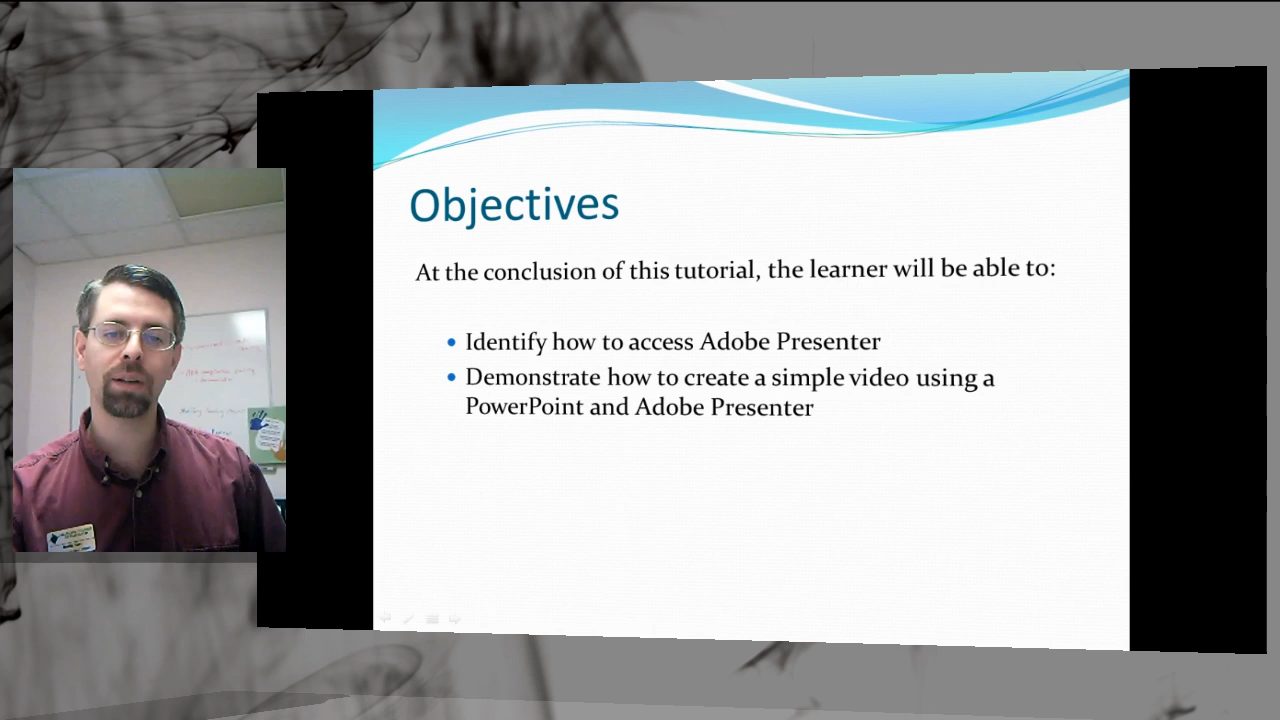 Objectives
At the conclusion of this tutorial, the learner will be able to:
Identify how to access Adobe Presenter
Demonstrate how to create a simple video using a
PowerPoint and Adobe Presenter